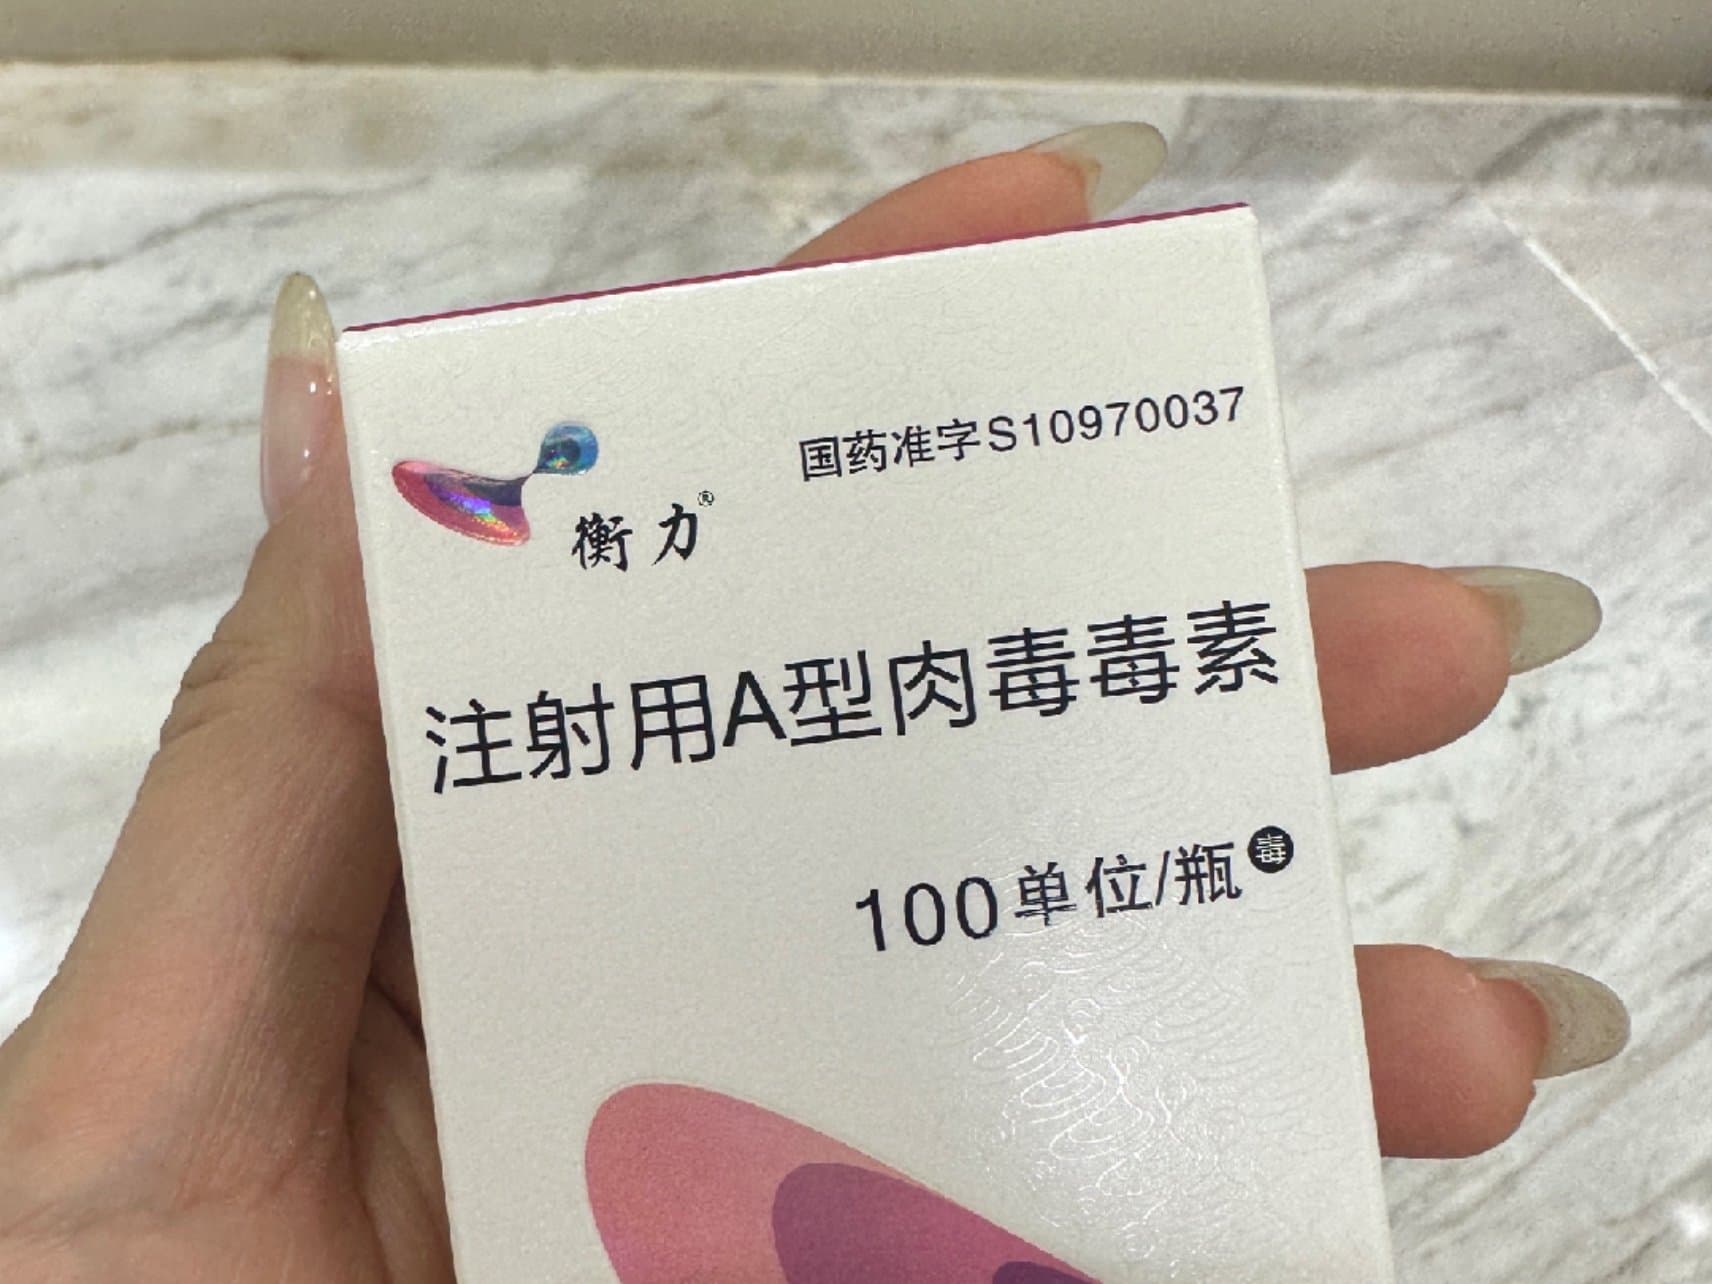 国药准字S10970037
衡力®
注射用A型肉毒毒素
100单位/瓶 毒